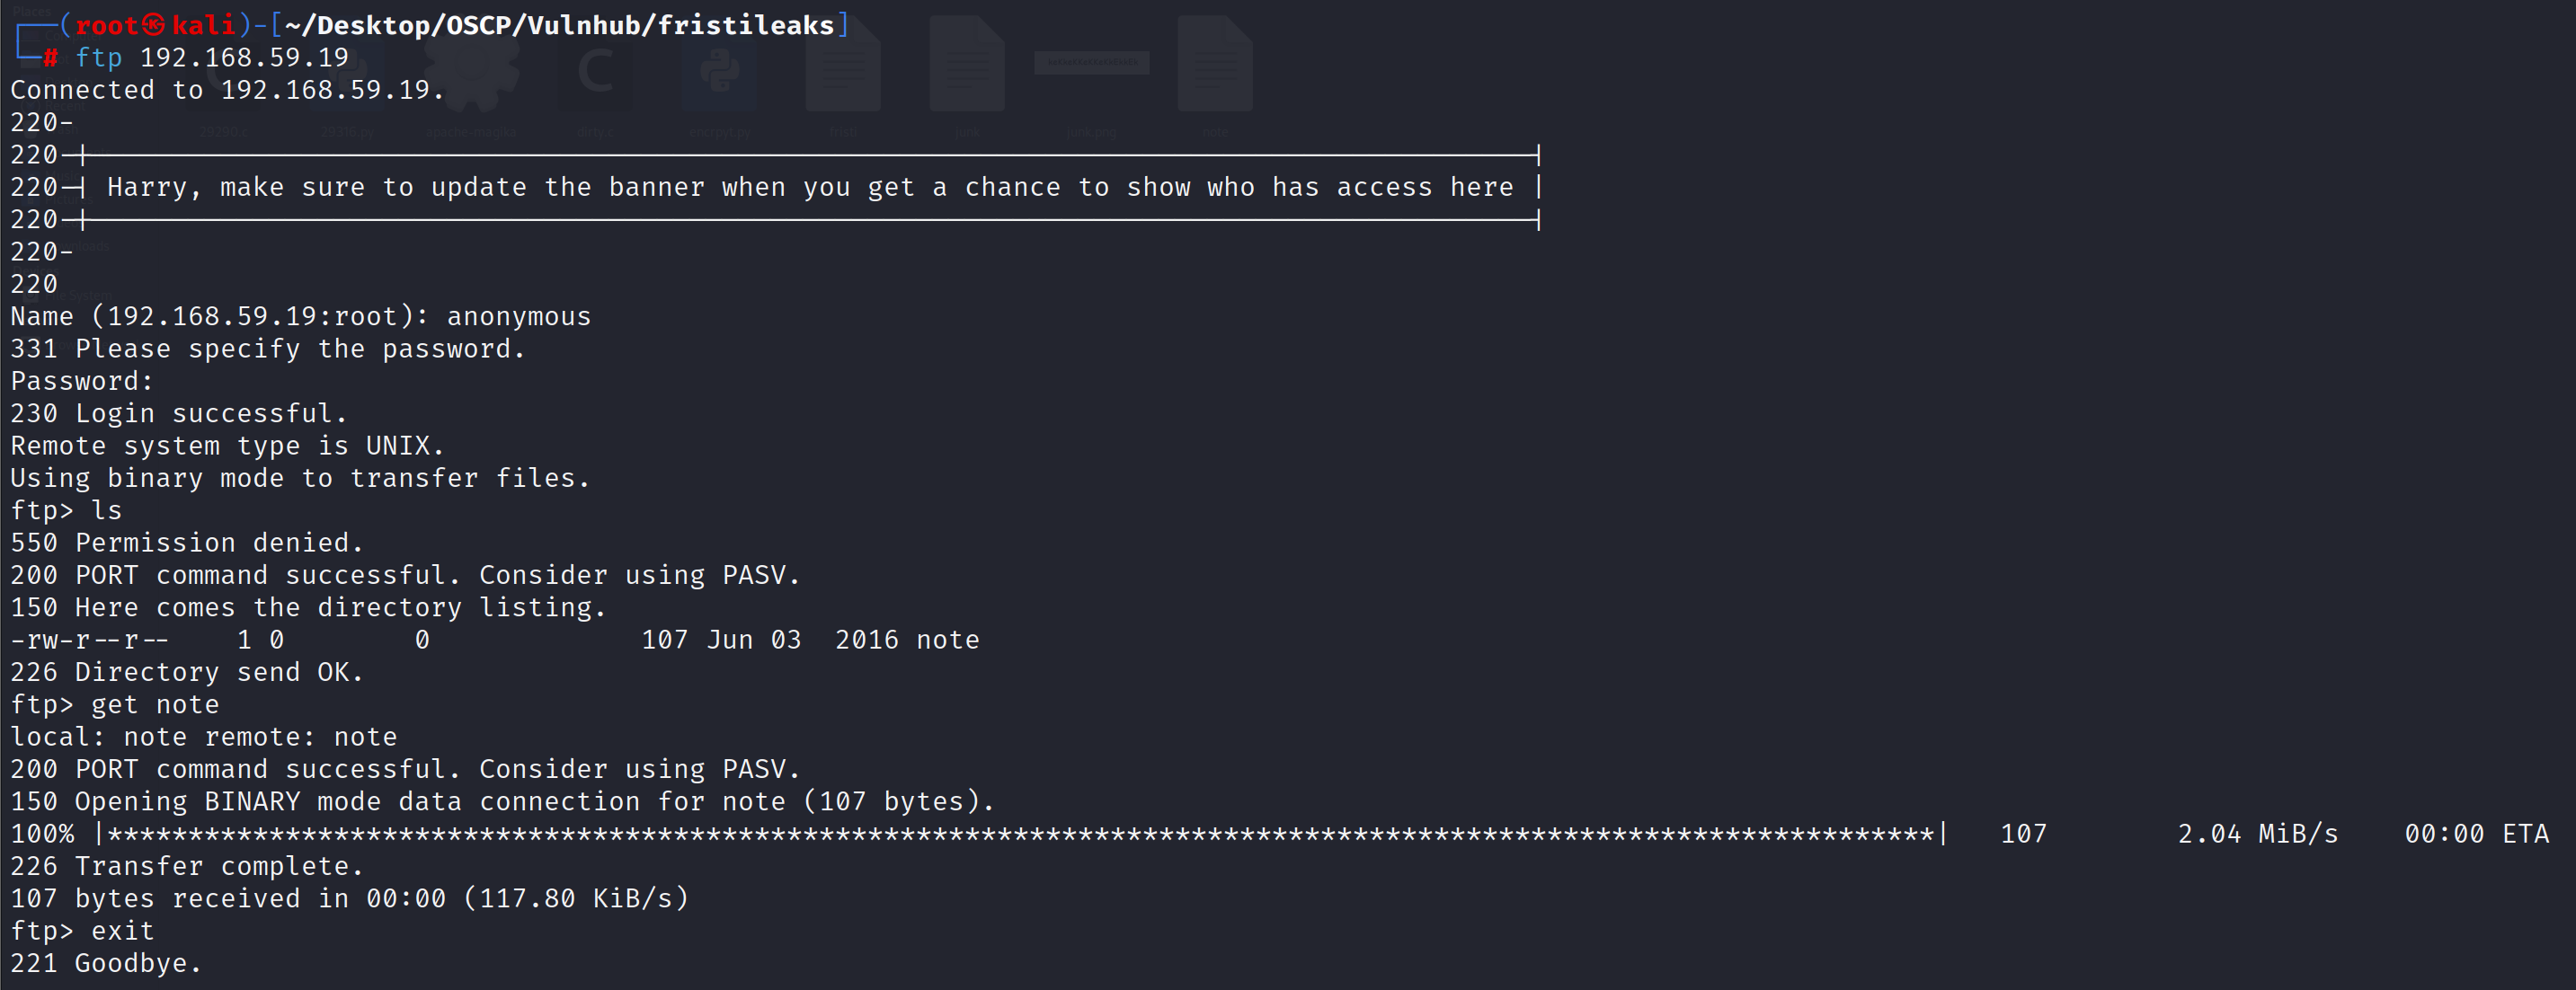 ┌──(root㉿kali)-[~/Desktop/OSCP/Vulnhub/fristileaks]
└─# ftp 192.168.59.19
Connected to 192.168.59.19.
220-
220-|-----------------------------------------------------------------------------------------|
220-| Harry, make sure to update the banner when you get a chance to show who has access here |
220-|-----------------------------------------------------------------------------------------|
220-
220
Name (192.168.59.19:root): anonymous
331 Please specify the password.
Password:
230 Login successful.
Remote system type is UNIX.
Using binary mode to transfer files.
ftp> ls
550 Permission denied.
200 PORT command successful. Consider using PASV.
150 Here comes the directory listing.
-rw-r--r--    1 0        0             107 Jun 03  2016 note
226 Directory send OK.
ftp> get note
local: note remote: note
200 PORT command successful. Consider using PASV.
150 Opening BINARY mode data connection for note (107 bytes).
100% |*****************************************************************************************************************|   107        2.04 MiB/s    00:00 ETA
226 Transfer complete.
107 bytes received in 00:00 (117.80 KiB/s)
ftp> exit
221 Goodbye.